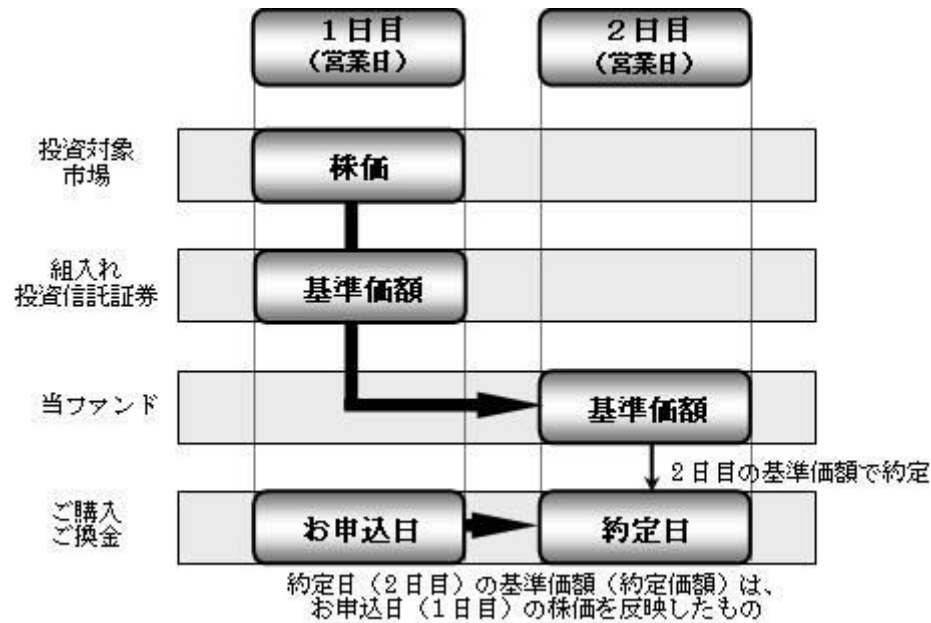 1日目
（営業日）
2日目
（営業日）
投資対象
市場
株価
組入れ
投資信託証券
基準価額
当ファンド
基準価額
2日目の基準価額で約定
ご購入
ご換金
お申込日
約定日
約定日（2日目）の基準価額（約定価額）は、
お申込日（1日目）の株価を反映したもの